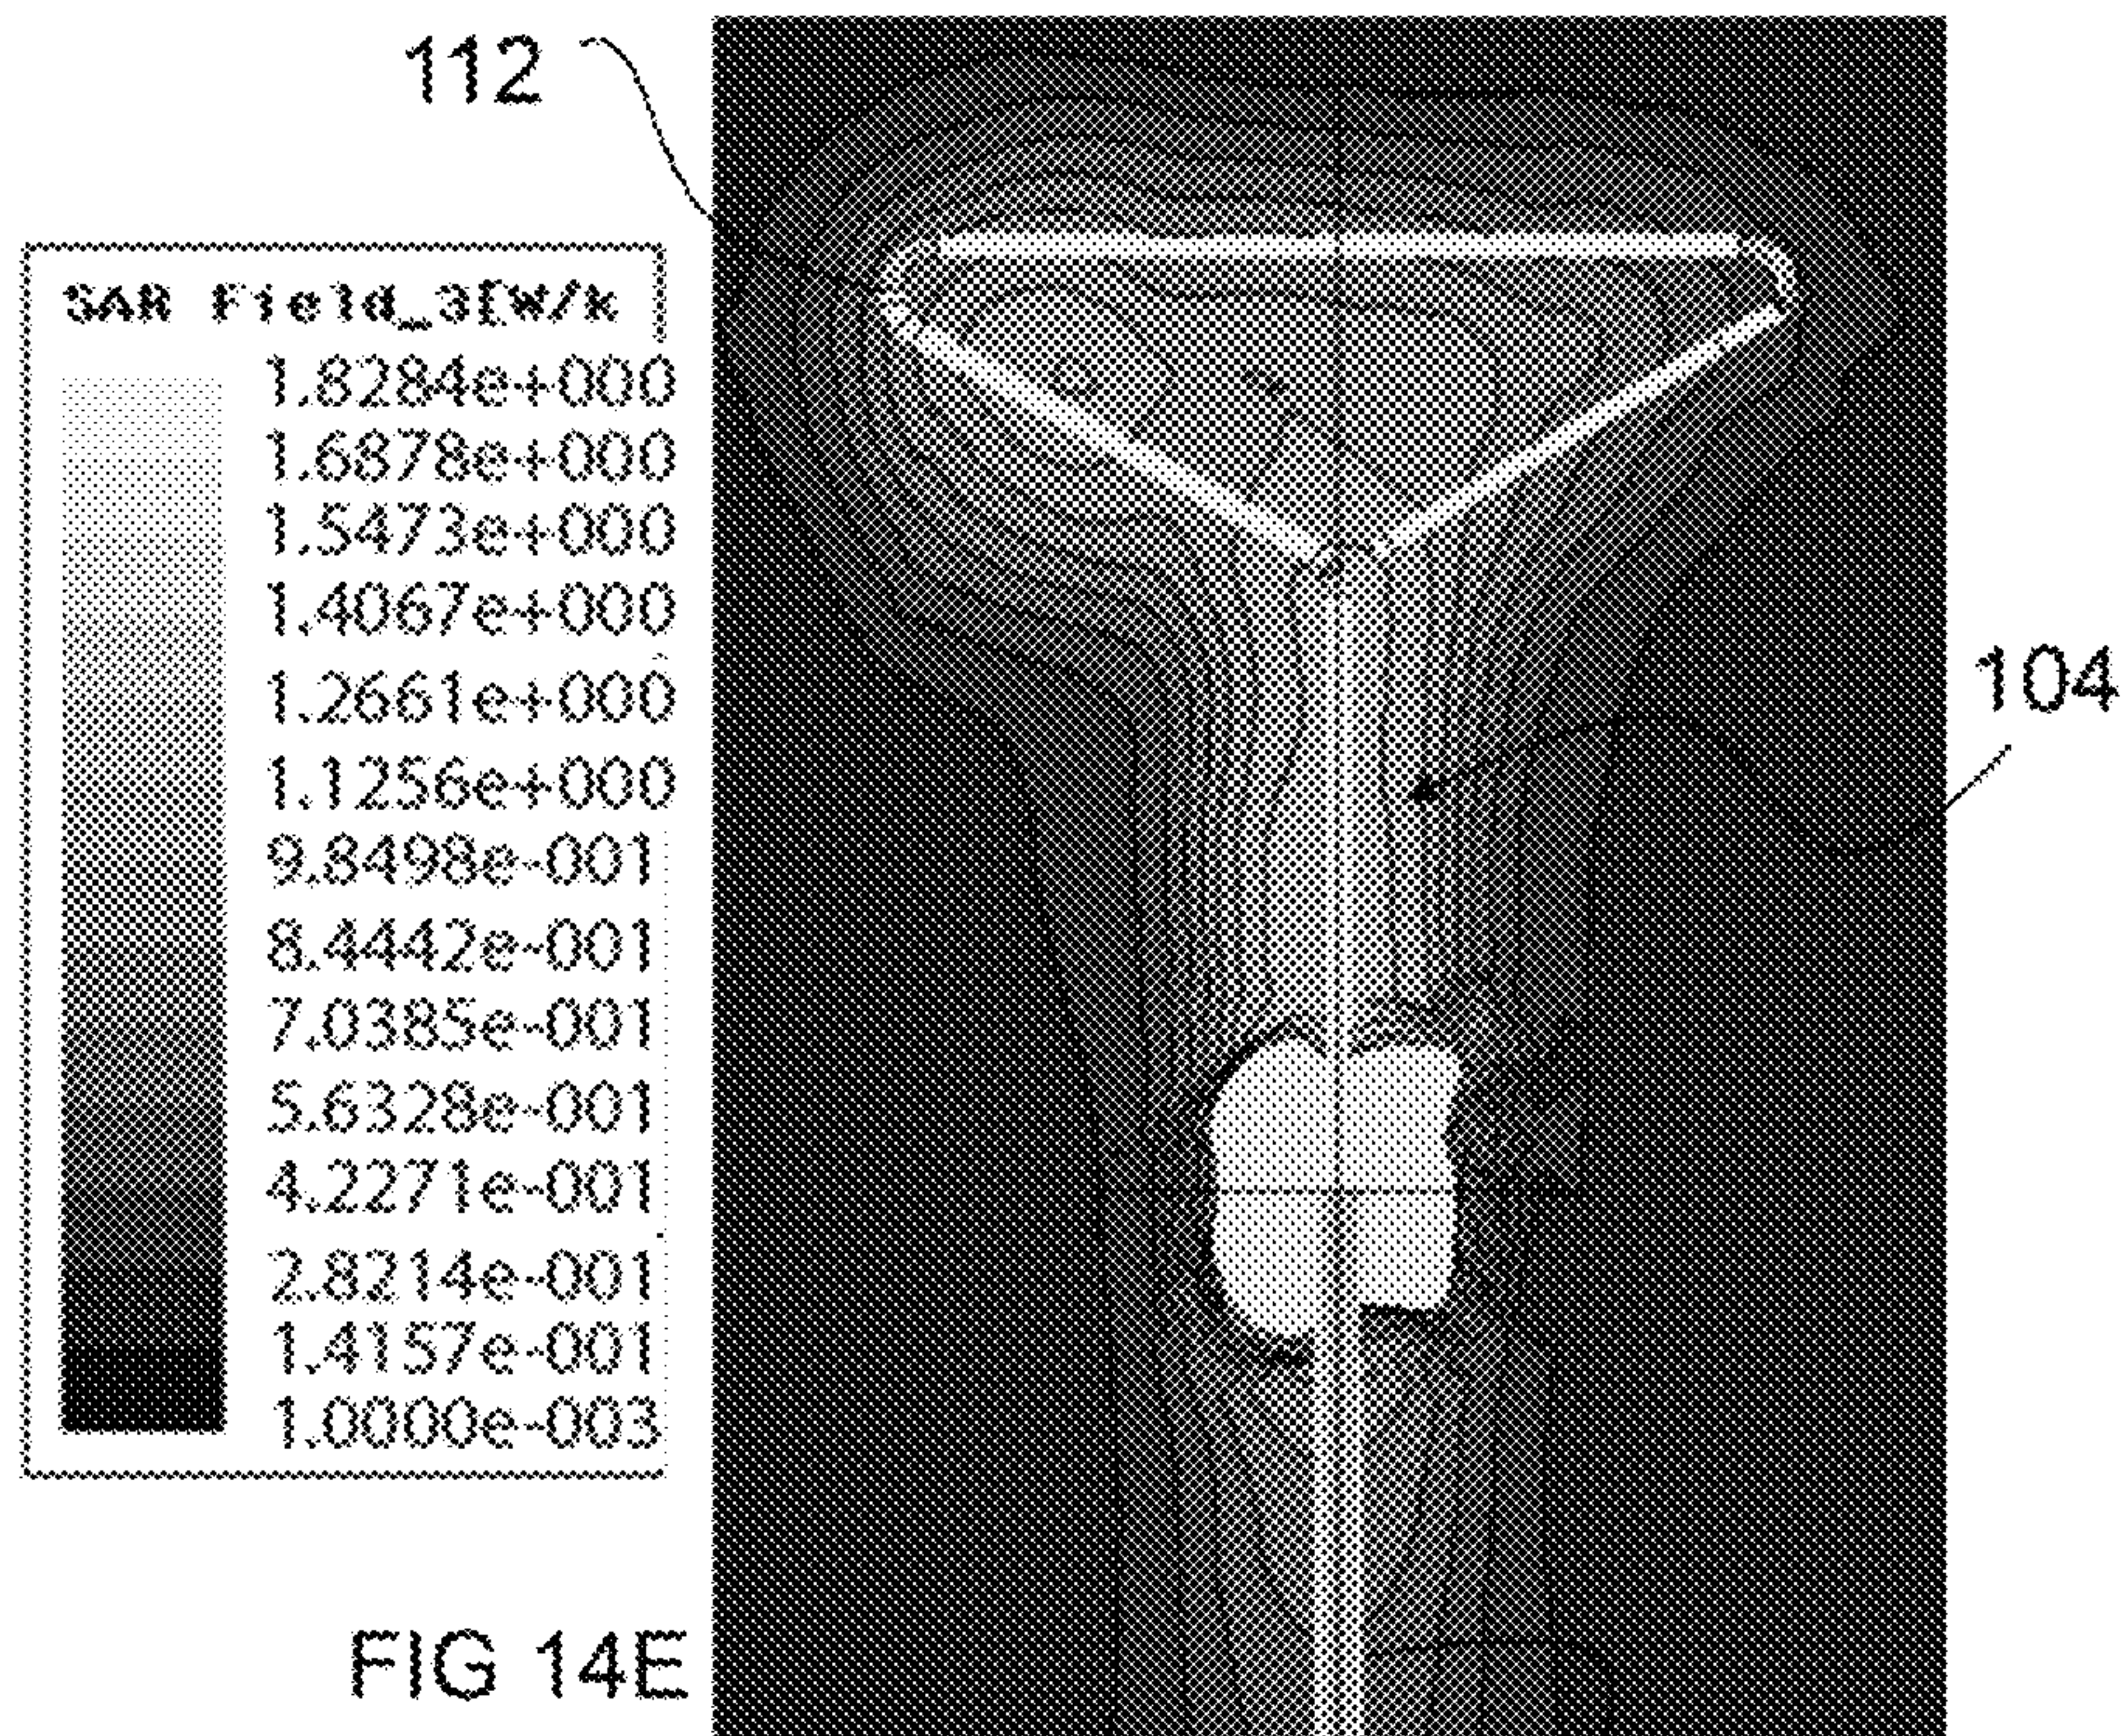 112
SAR Field_3[W/k
1.8284e+000
1.6878e+000
1.5473e+000
1.4067e+000
1.2661e+000
1.1256e+000
9.8498e-001
8.4442e-001
7.0385e-001
5.6328e-001
4.2271e-001
2.8214e-001
1.4157e-001
1.0000e-003
104
FIG 14E